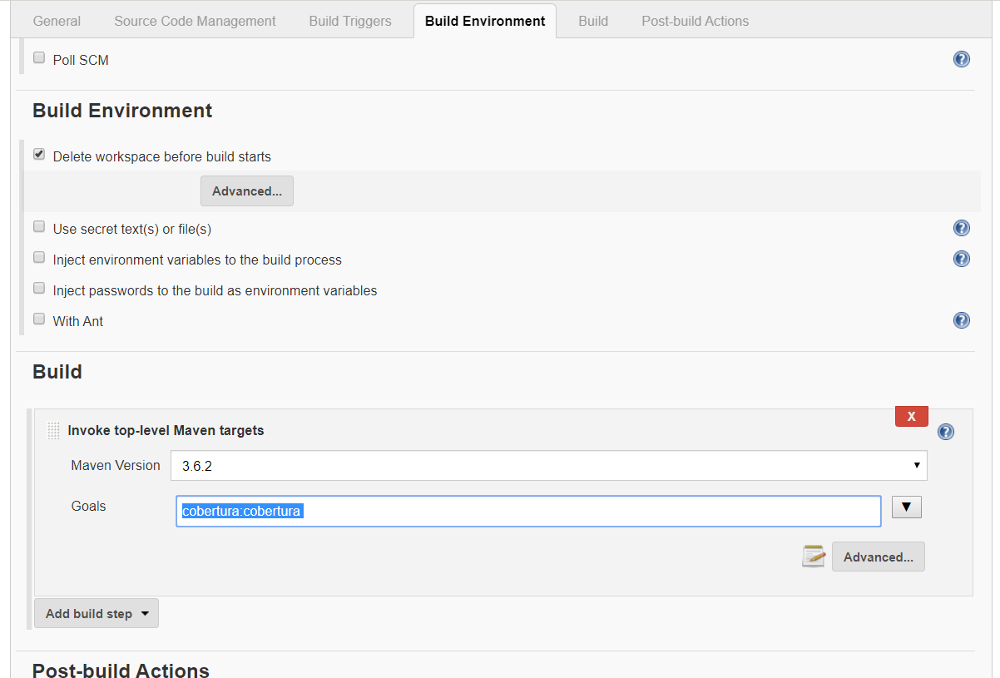 General Source Code Management Build Triggers Build Environment Build Post-build Actions
Poll SCM
Build Environment
Delete workspace before build starts
Advanced...
Use secret text(s) or file(s)
Inject environment variables to the build process
Inject passwords to the build as environment variables
With Ant
Build
X
Invoke top-level Maven targets
Maven Version 3.6.2
Goals cobertura:cobertura
Advanced...
Add build step
Post-build Actions